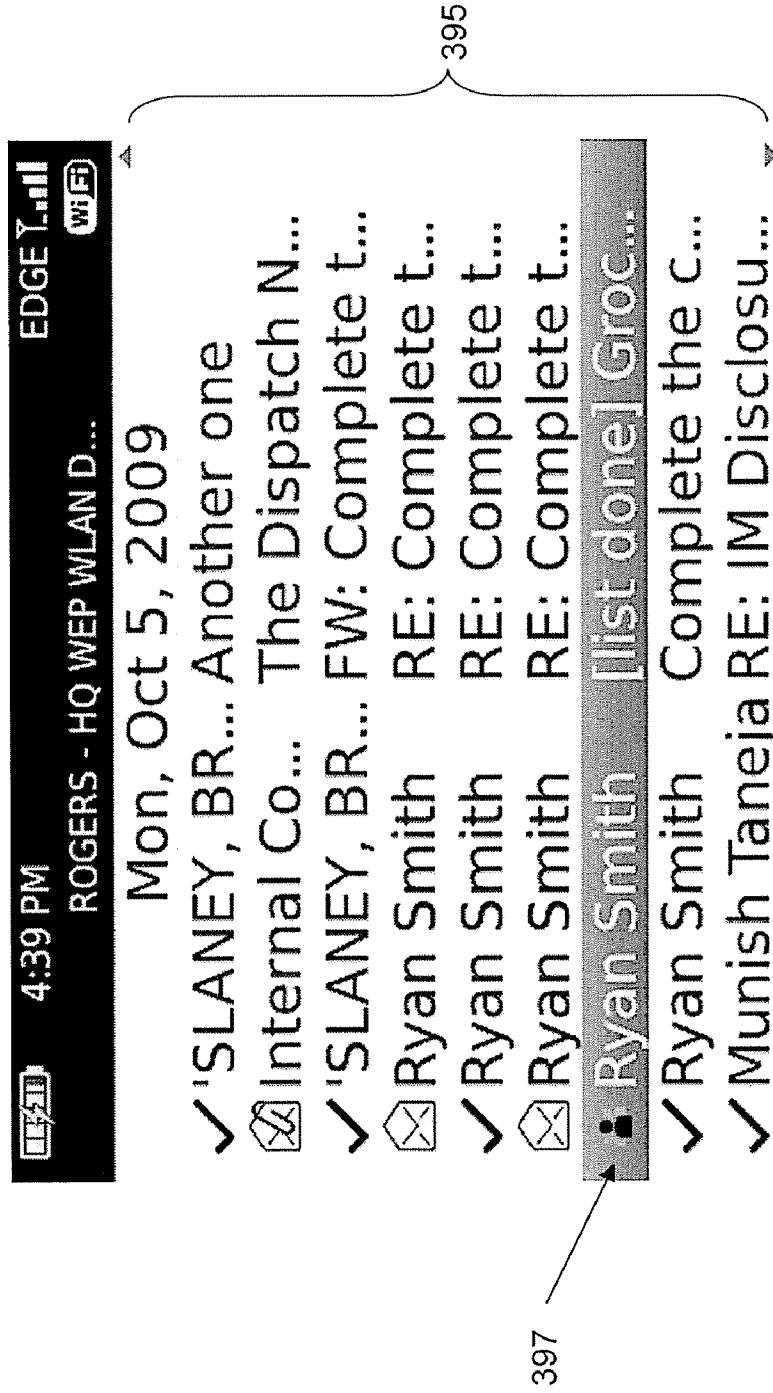 4:39 PM EDGE
ROGERS - HQ WEP WLAN D... WiFi
Mon, Oct 5, 2009
'SLANEY, BR... Another one
Internal Co... The Dispatch N...
'SLANEY, BR... FW: Complete t...
Ryan Smith RE: Complete t...
Ryan Smith RE: Complete t...
Ryan Smith RE: Complete t...
Ryan Smith [list done] Groc...
Ryan Smith Complete the c...
Munish Taneja RE: IM Disclosu...
395
397